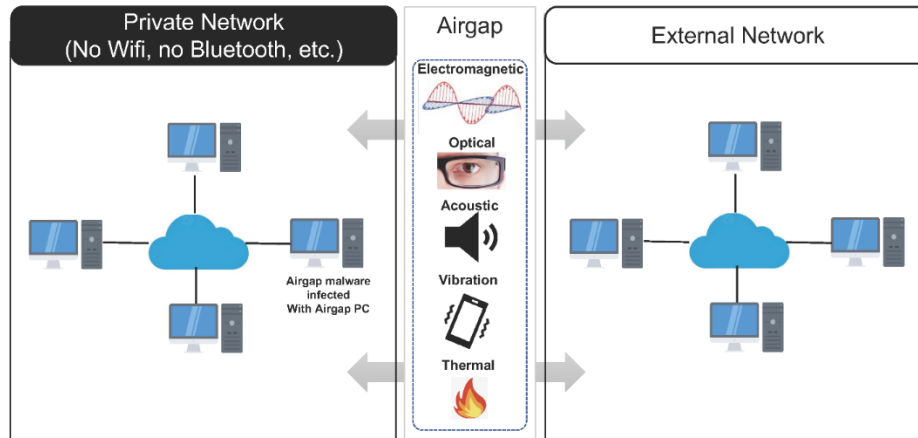 Private Network
(No Wifi, no Bluetooth, etc.)
Airgap malware
infected
With Airgap PC
Airgap
Electromagnetic
Optical
Acoustic
Vibration
Thermal
External Network